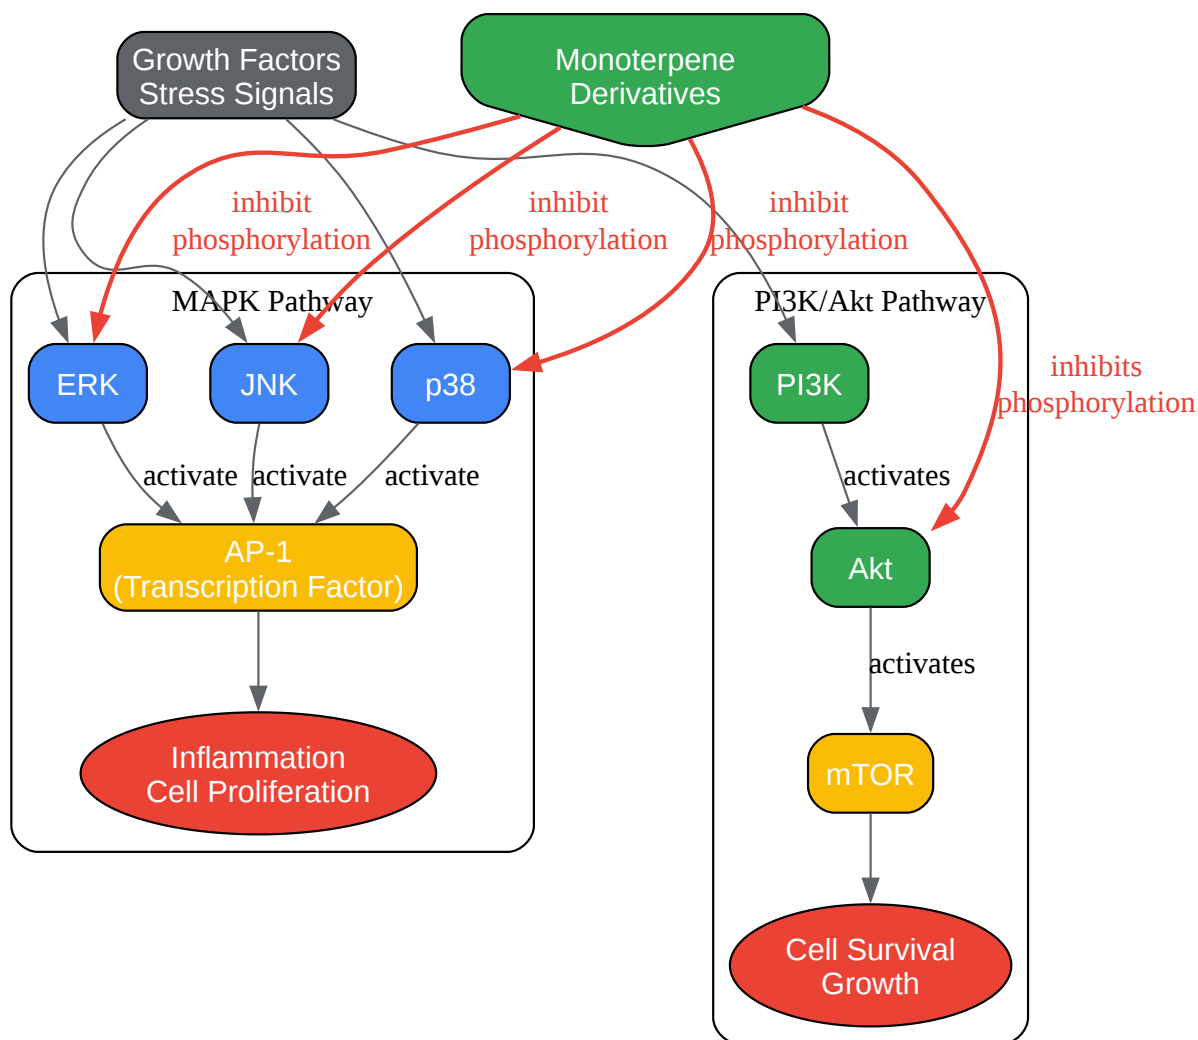 Growth Factors
Stress Signals
Monoterpene
Derivatives
inhibit
phosphorylation
inhibit
phosphorylation
inhibit
phosphorylation
inhibits
phosphorylation
MAPK Pathway
ERK
JNK
p38
activate
activate
activate
AP-1
(Transcription Factor)
Inflammation
Cell Proliferation
PI3K/Akt Pathway
PI3K
activates
Akt
activates
mTOR
Cell Survival
Growth